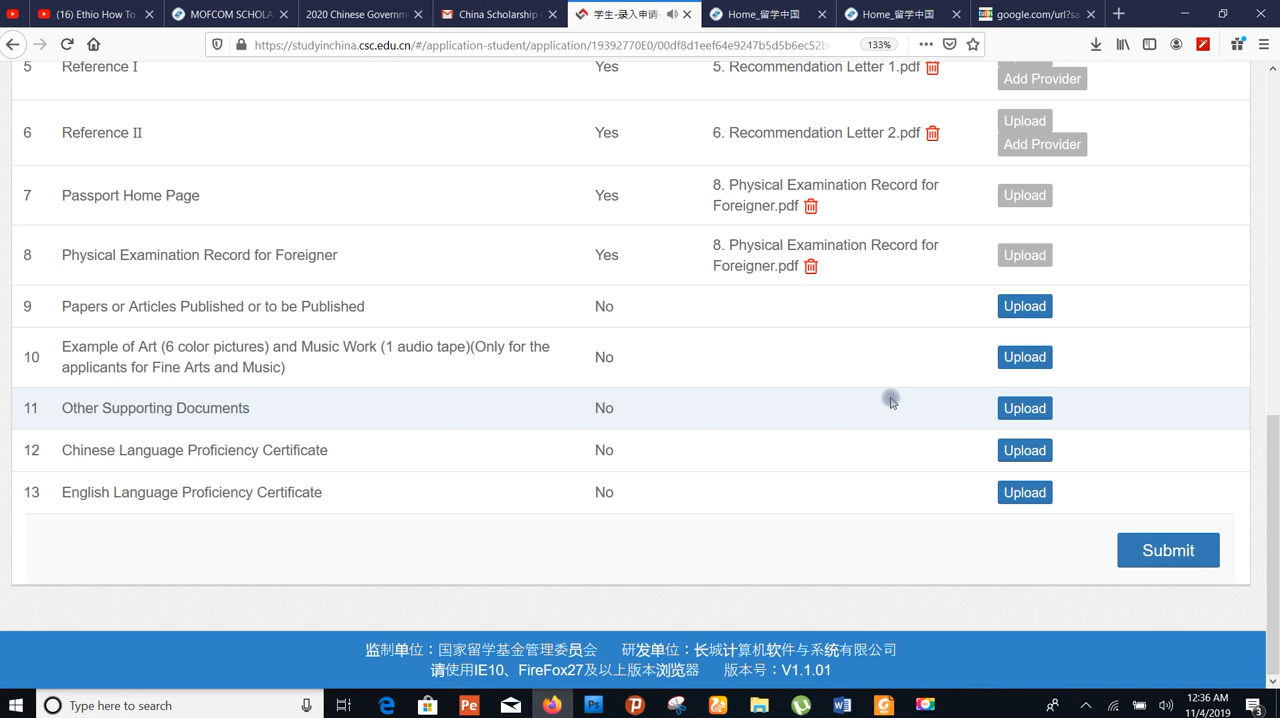 (16) Ethio How To
MOFCOM SCHOLA
2020 Chinese Governm
China Scholarship
学生-录入申请
Home_留学中国
Home_留学中国
google.com/url?sa
https://studyinchina.csc.edu.cn/#/application-student/application/19392770E0/00df8d1eef64e9247b5d5b6ec52b
133%
5 Reference I Yes 5. Recommendation Letter 1.pdf
Add Provider
6 Reference II Yes 6. Recommendation Letter 2.pdf Upload
Add Provider
7 Passport Home Page Yes 8. Physical Examination Record for Foreigner.pdf Upload
8 Physical Examination Record for Foreigner Yes 8. Physical Examination Record for Foreigner.pdf Upload
9 Papers or Articles Published or to be Published No Upload
10 Example of Art (6 color pictures) and Music Work (1 audio tape)(Only for the
applicants for Fine Arts and Music) No Upload
11 Other Supporting Documents No Upload
12 Chinese Language Proficiency Certificate No Upload
13 English Language Proficiency Certificate No Upload
Submit
监制单位：国家留学基金管理委员会 研发单位：长城计算机软件与系统有限公司
请使用IE10、FireFox27及以上版本浏览器 版本号：V1.1.01
Type here to search
12:36 AM
11/4/2019
3